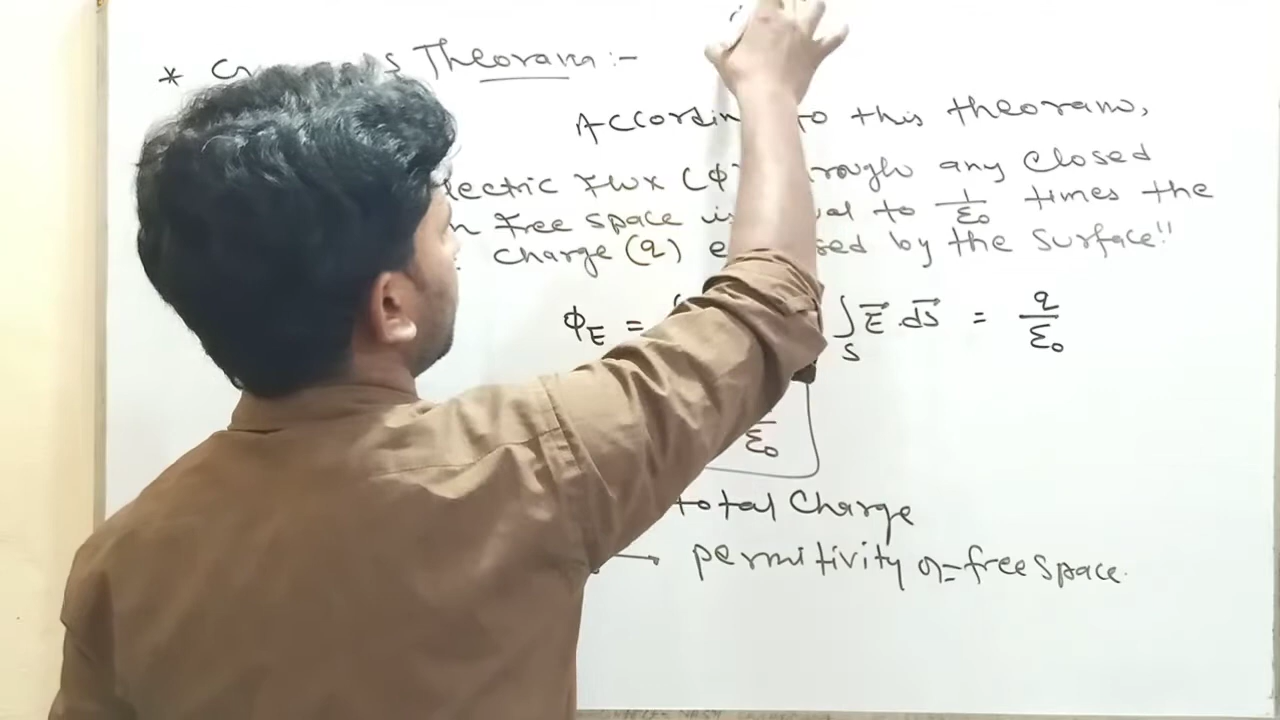 * G s Theoram :-
According to this theoram,
lectric Flux (φ rough any closed
n Free space is ual to 1/ε₀ times the
charge (q) e sed by the surface!!
φ_E = ∫_S E⃗ . dS⃗ = q/ε₀
ε₀
total Charge
→ permitivity of free space.